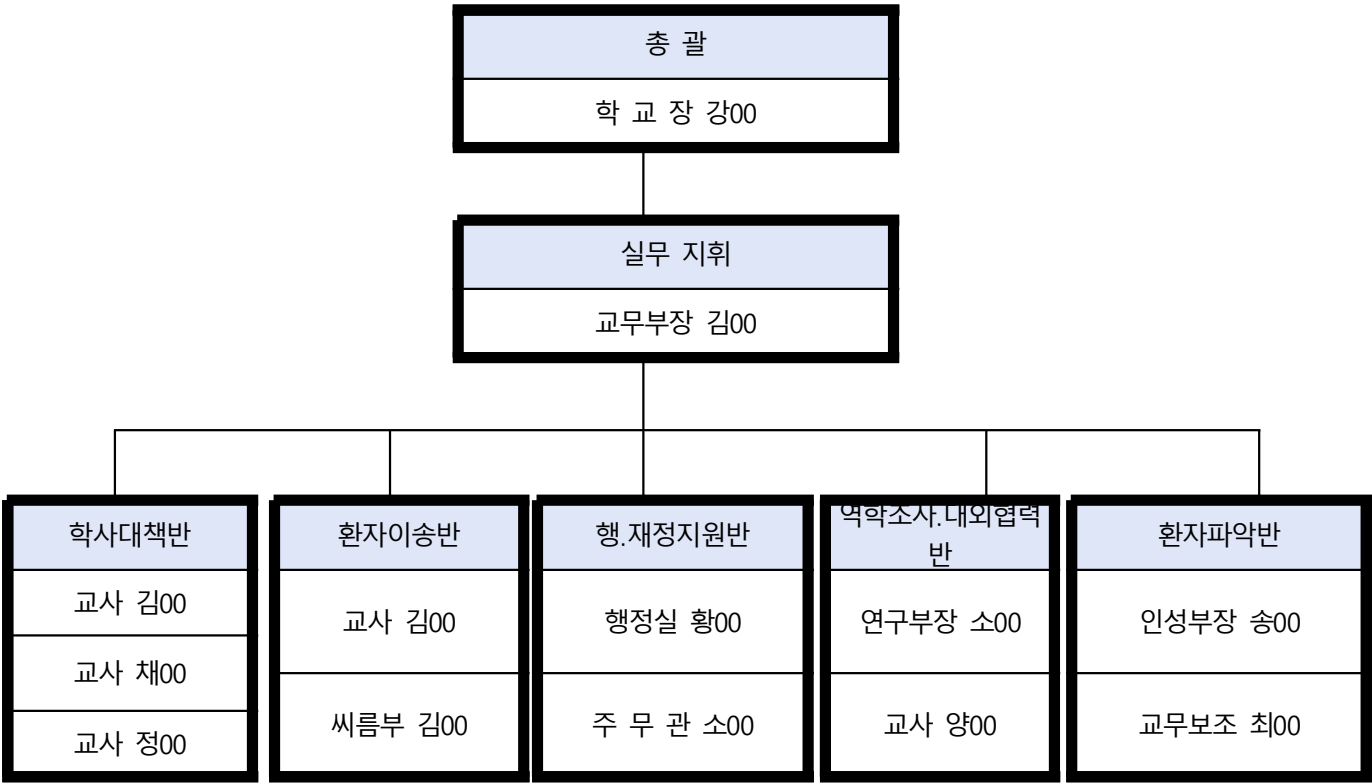 총 괄
학 교 장 강00
실무 지휘
교무부장 김00
학사대책반
교사 김00
교사 채00
교사 정00
환자이송반
교사 김00
씨름부 김00
행.재정지원반
행정실 황00
주 무 관 소00
역학조사.대외협력
반
연구부장 소00
교사 양00
환자파악반
인성부장 송00
교무보조 최00